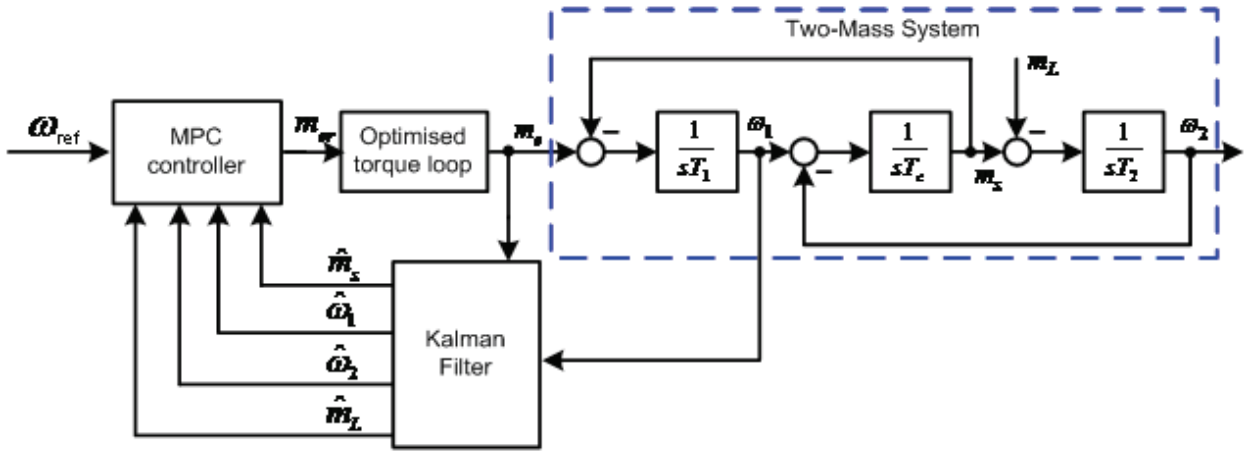 Two-Mass System
m_L
ω_ref
MPC controller
m_er
Optimised torque loop
m_e
−
1/(sT_1)
ω_1
−
1/(sT_c)
m_s
−
1/(sT_2)
ω_2
Kalman Filter
m̂_s
ω̂_1
ω̂_2
m̂_L